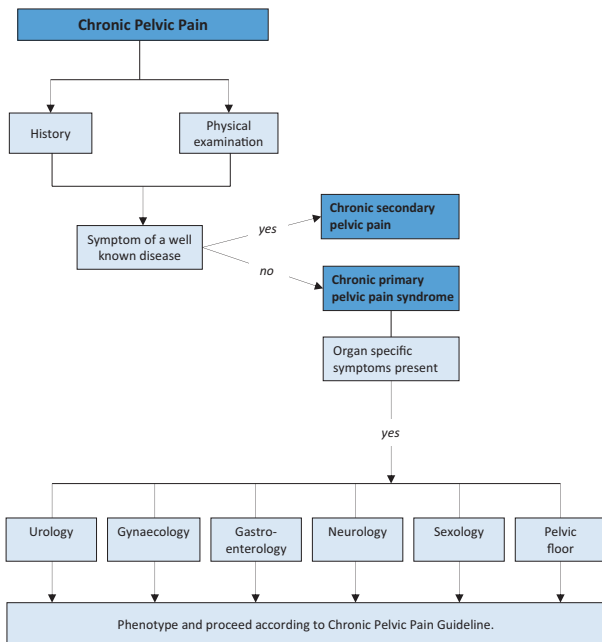 Chronic Pelvic Pain
History
Physical
examination
Symptom of a well
known disease
yes
Chronic secondary
pelvic pain
no
Chronic primary
pelvic pain syndrome
Organ specific
symptoms present
yes
Urology
Gynaecology
Gastro-
enterology
Neurology
Sexology
Pelvic
floor
Phenotype and proceed according to Chronic Pelvic Pain Guideline.